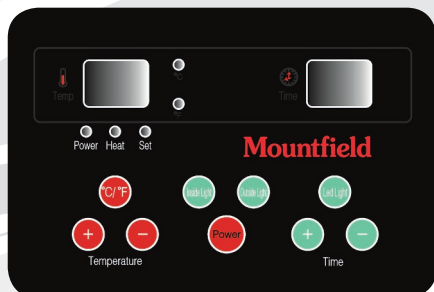 °C
Temp
°F
Time
Power Heat Set
Mountfield
°C/°F
Inside Light
Outside Light
Led Light
+
−
Power
+
−
Temperature
Time